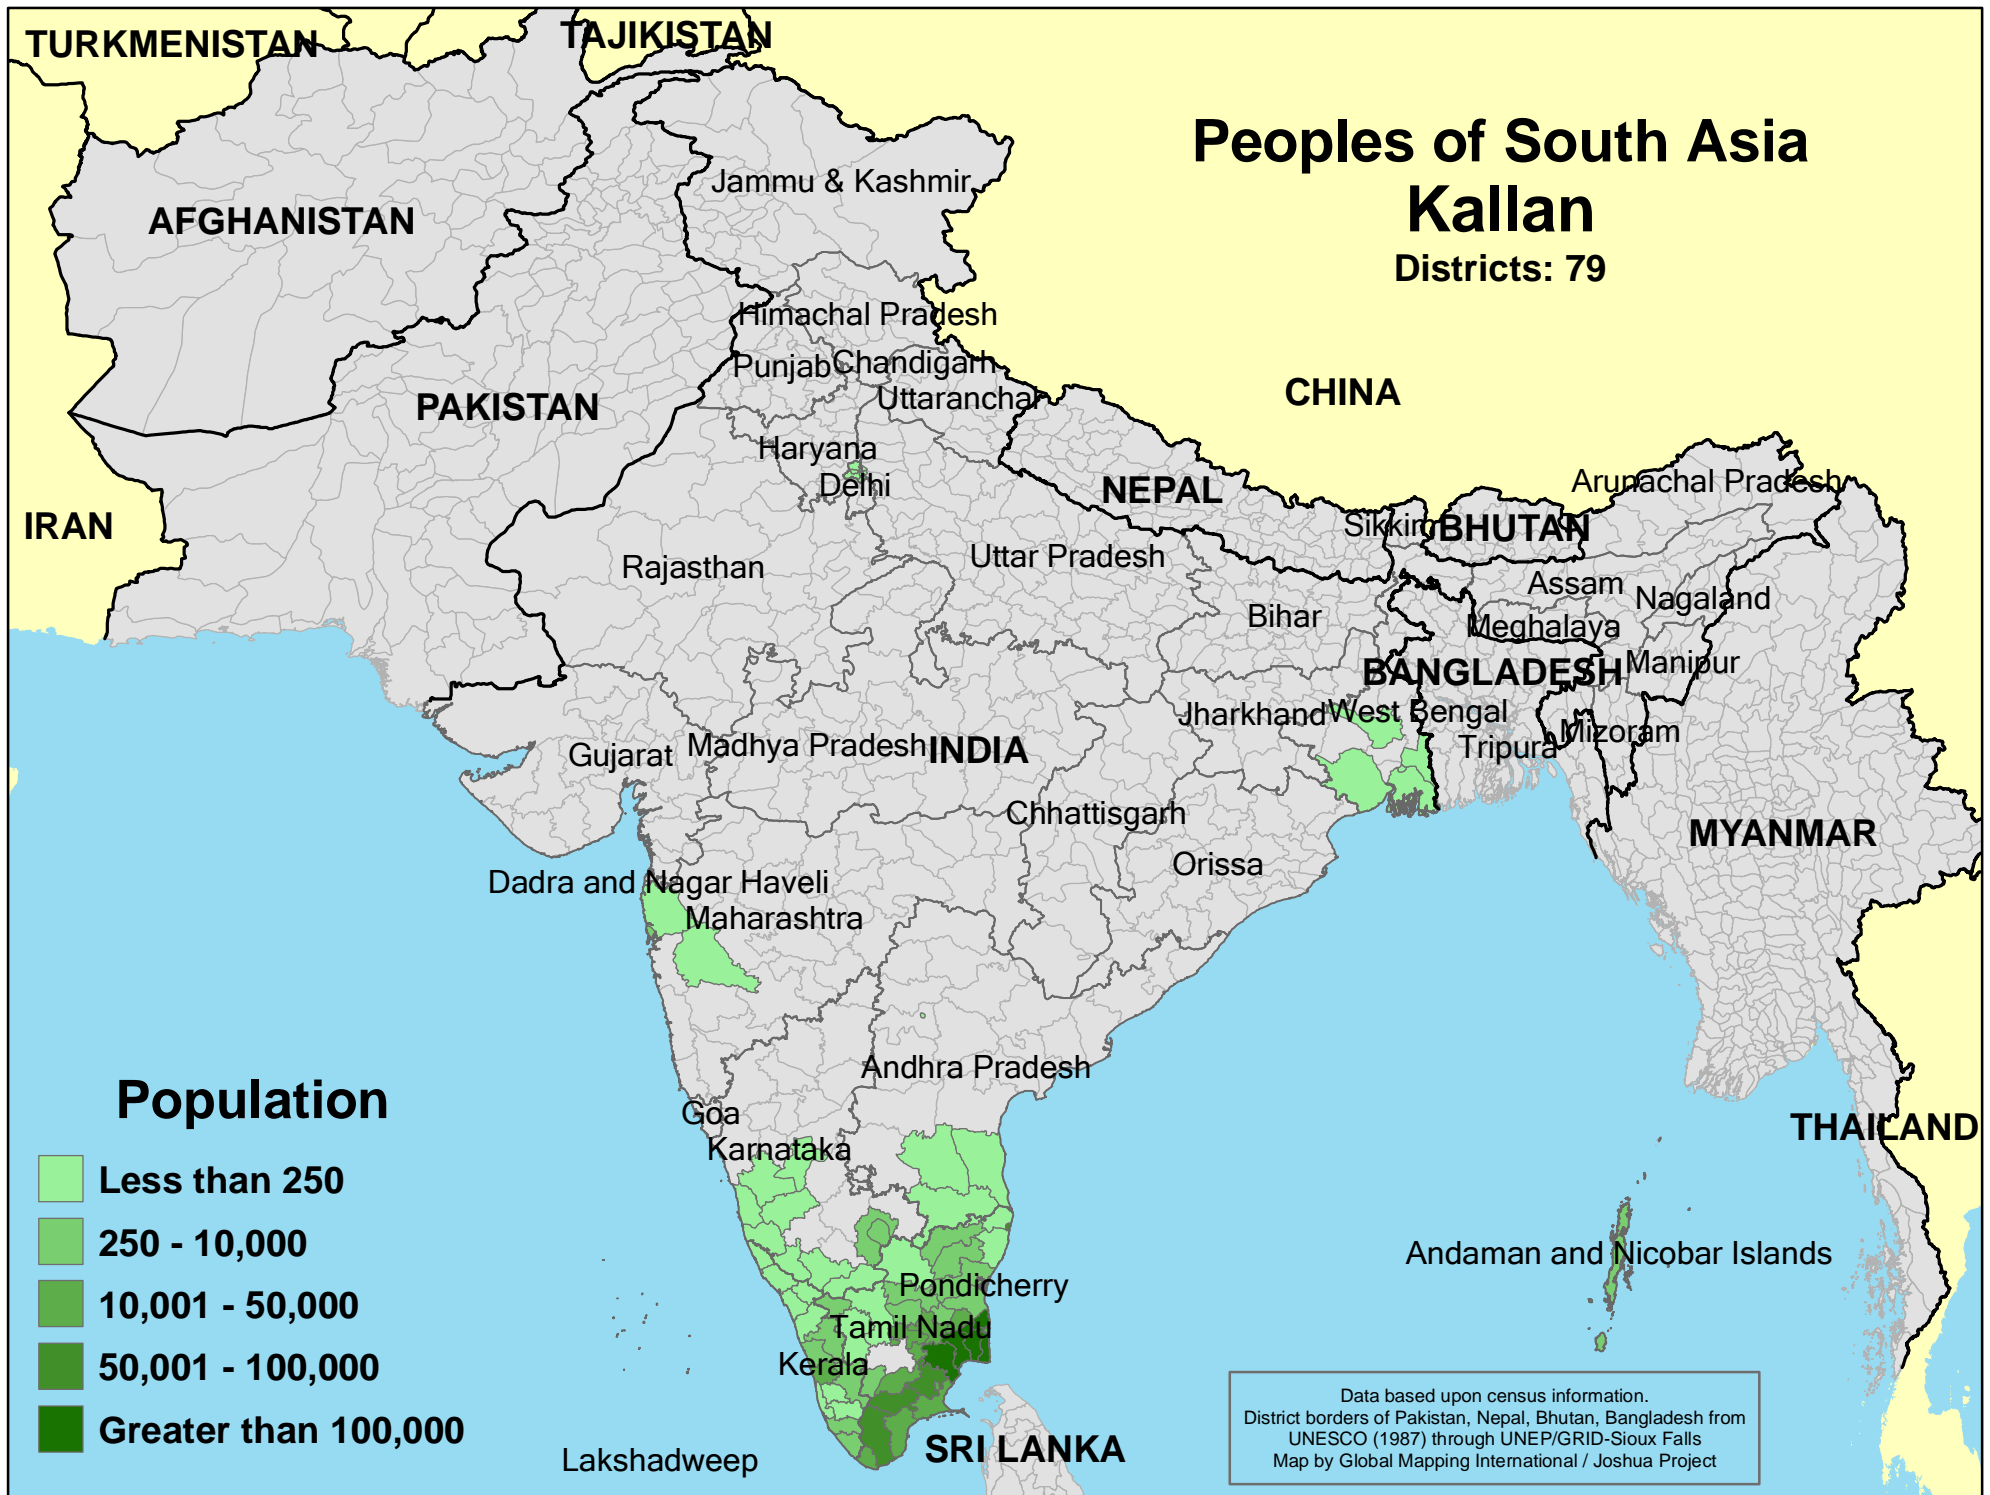 TURKMENISTAN
TAJIKISTAN
Peoples of South Asia
Kallan
Districts: 79
Jammu & Kashmir
AFGHANISTAN
Himachal Pradesh
Punjab
Chandigarh
CHINA
Uttaranchal
PAKISTAN
Haryana
Delhi
NEPAL
Arunachal Pradesh
IRAN
Sikkim
BHUTAN
Rajasthan
Uttar Pradesh
Assam
Nagaland
Bihar
Meghalaya
BANGLADESH
Manipur
Jharkhand
West Bengal
Mizoram
Tripura
Gujarat
Madhya Pradesh
INDIA
Chhattisgarh
MYANMAR
Orissa
Dadra and Nagar Haveli
Maharashtra
Andhra Pradesh
Goa
Karnataka
THAILAND
Andaman and Nicobar Islands
Pondicherry
Tamil Nadu
Kerala
SRI LANKA
Lakshadweep
Population
Less than 250
250 - 10,000
10,001 - 50,000
50,001 - 100,000
Greater than 100,000
Data based upon census information.
District borders of Pakistan, Nepal, Bhutan, Bangladesh from
UNESCO (1987) through UNEP/GRID-Sioux Falls
Map by Global Mapping International / Joshua Project